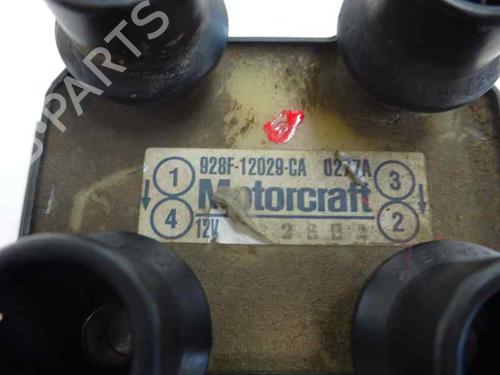 928F-12029-CA 0277A
1 Motorcraft 3
4 12V 2
PARTS